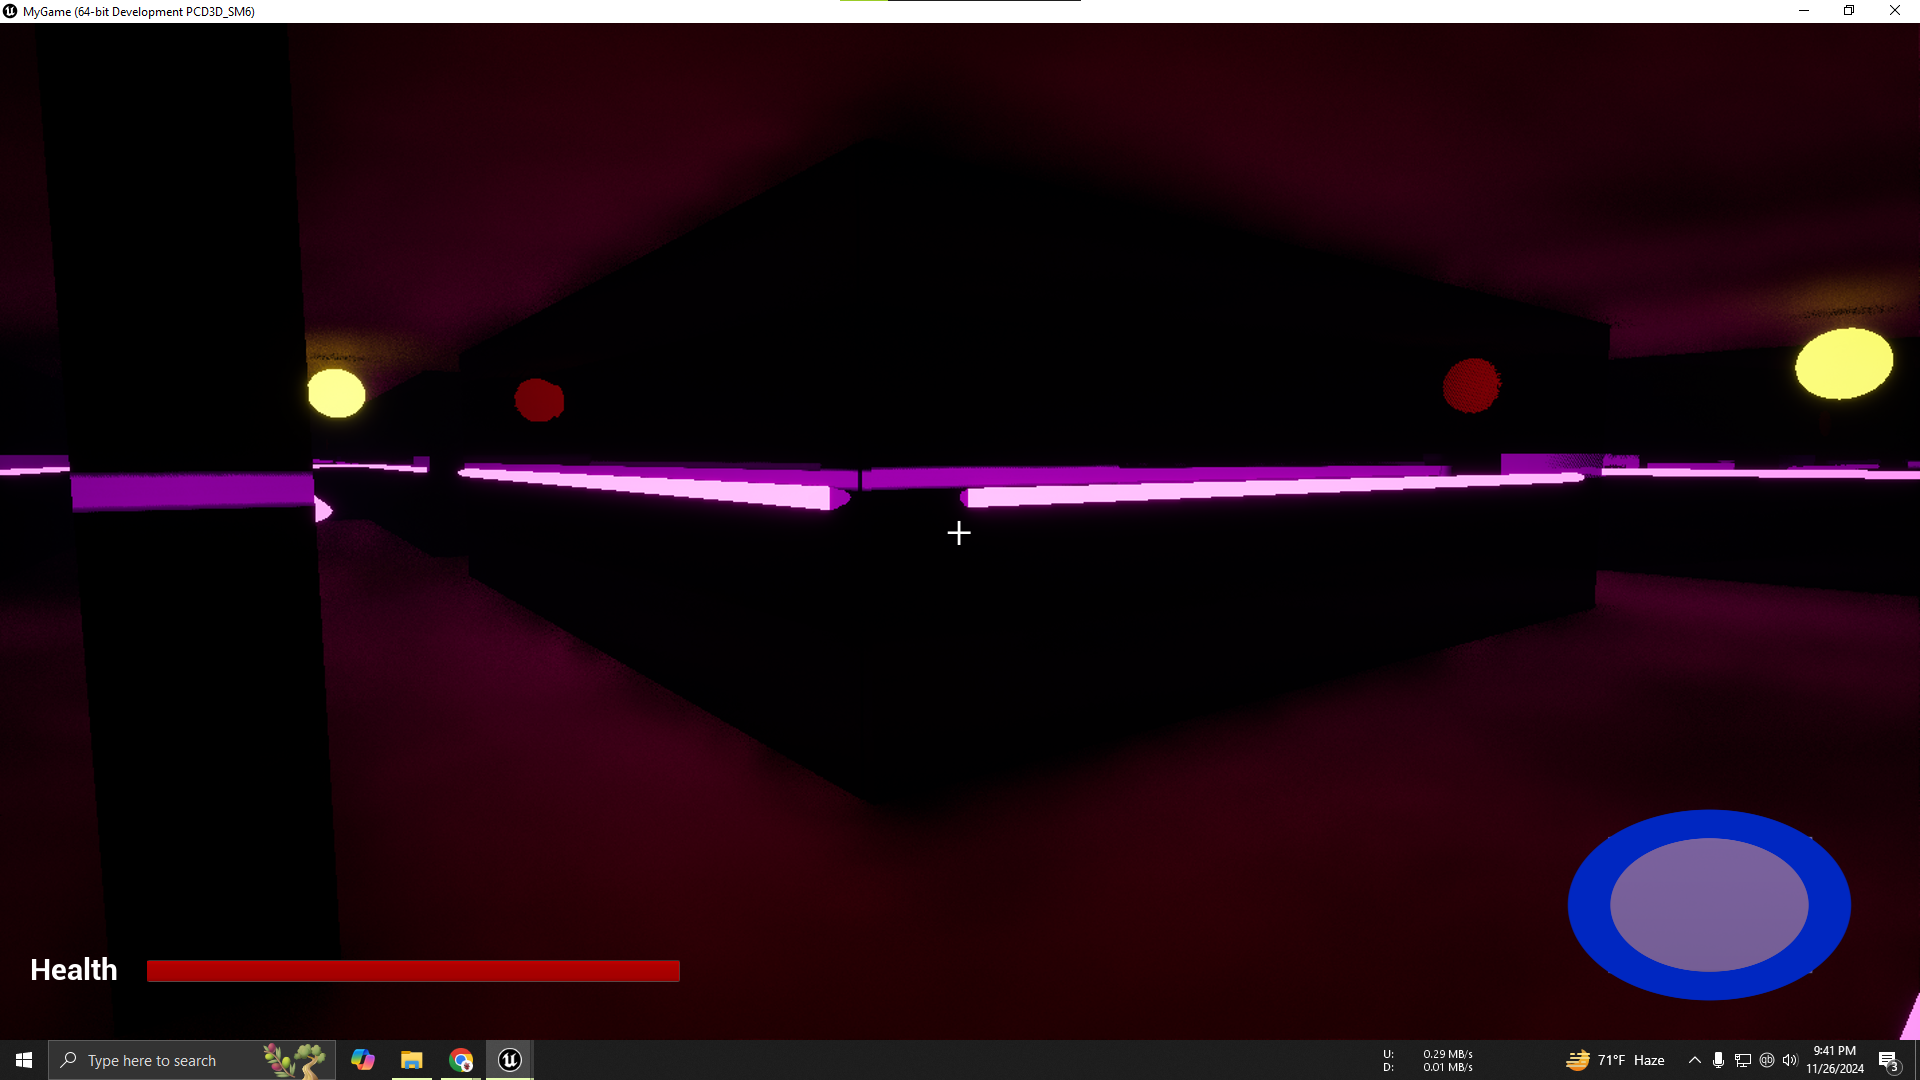 MyGame (64-bit Development PCD3D_SM6)
Health
Type here to search
U: 0.29 MB/s
D: 0.01 MB/s
71°F Haze
9:41 PM
11/26/2024
3